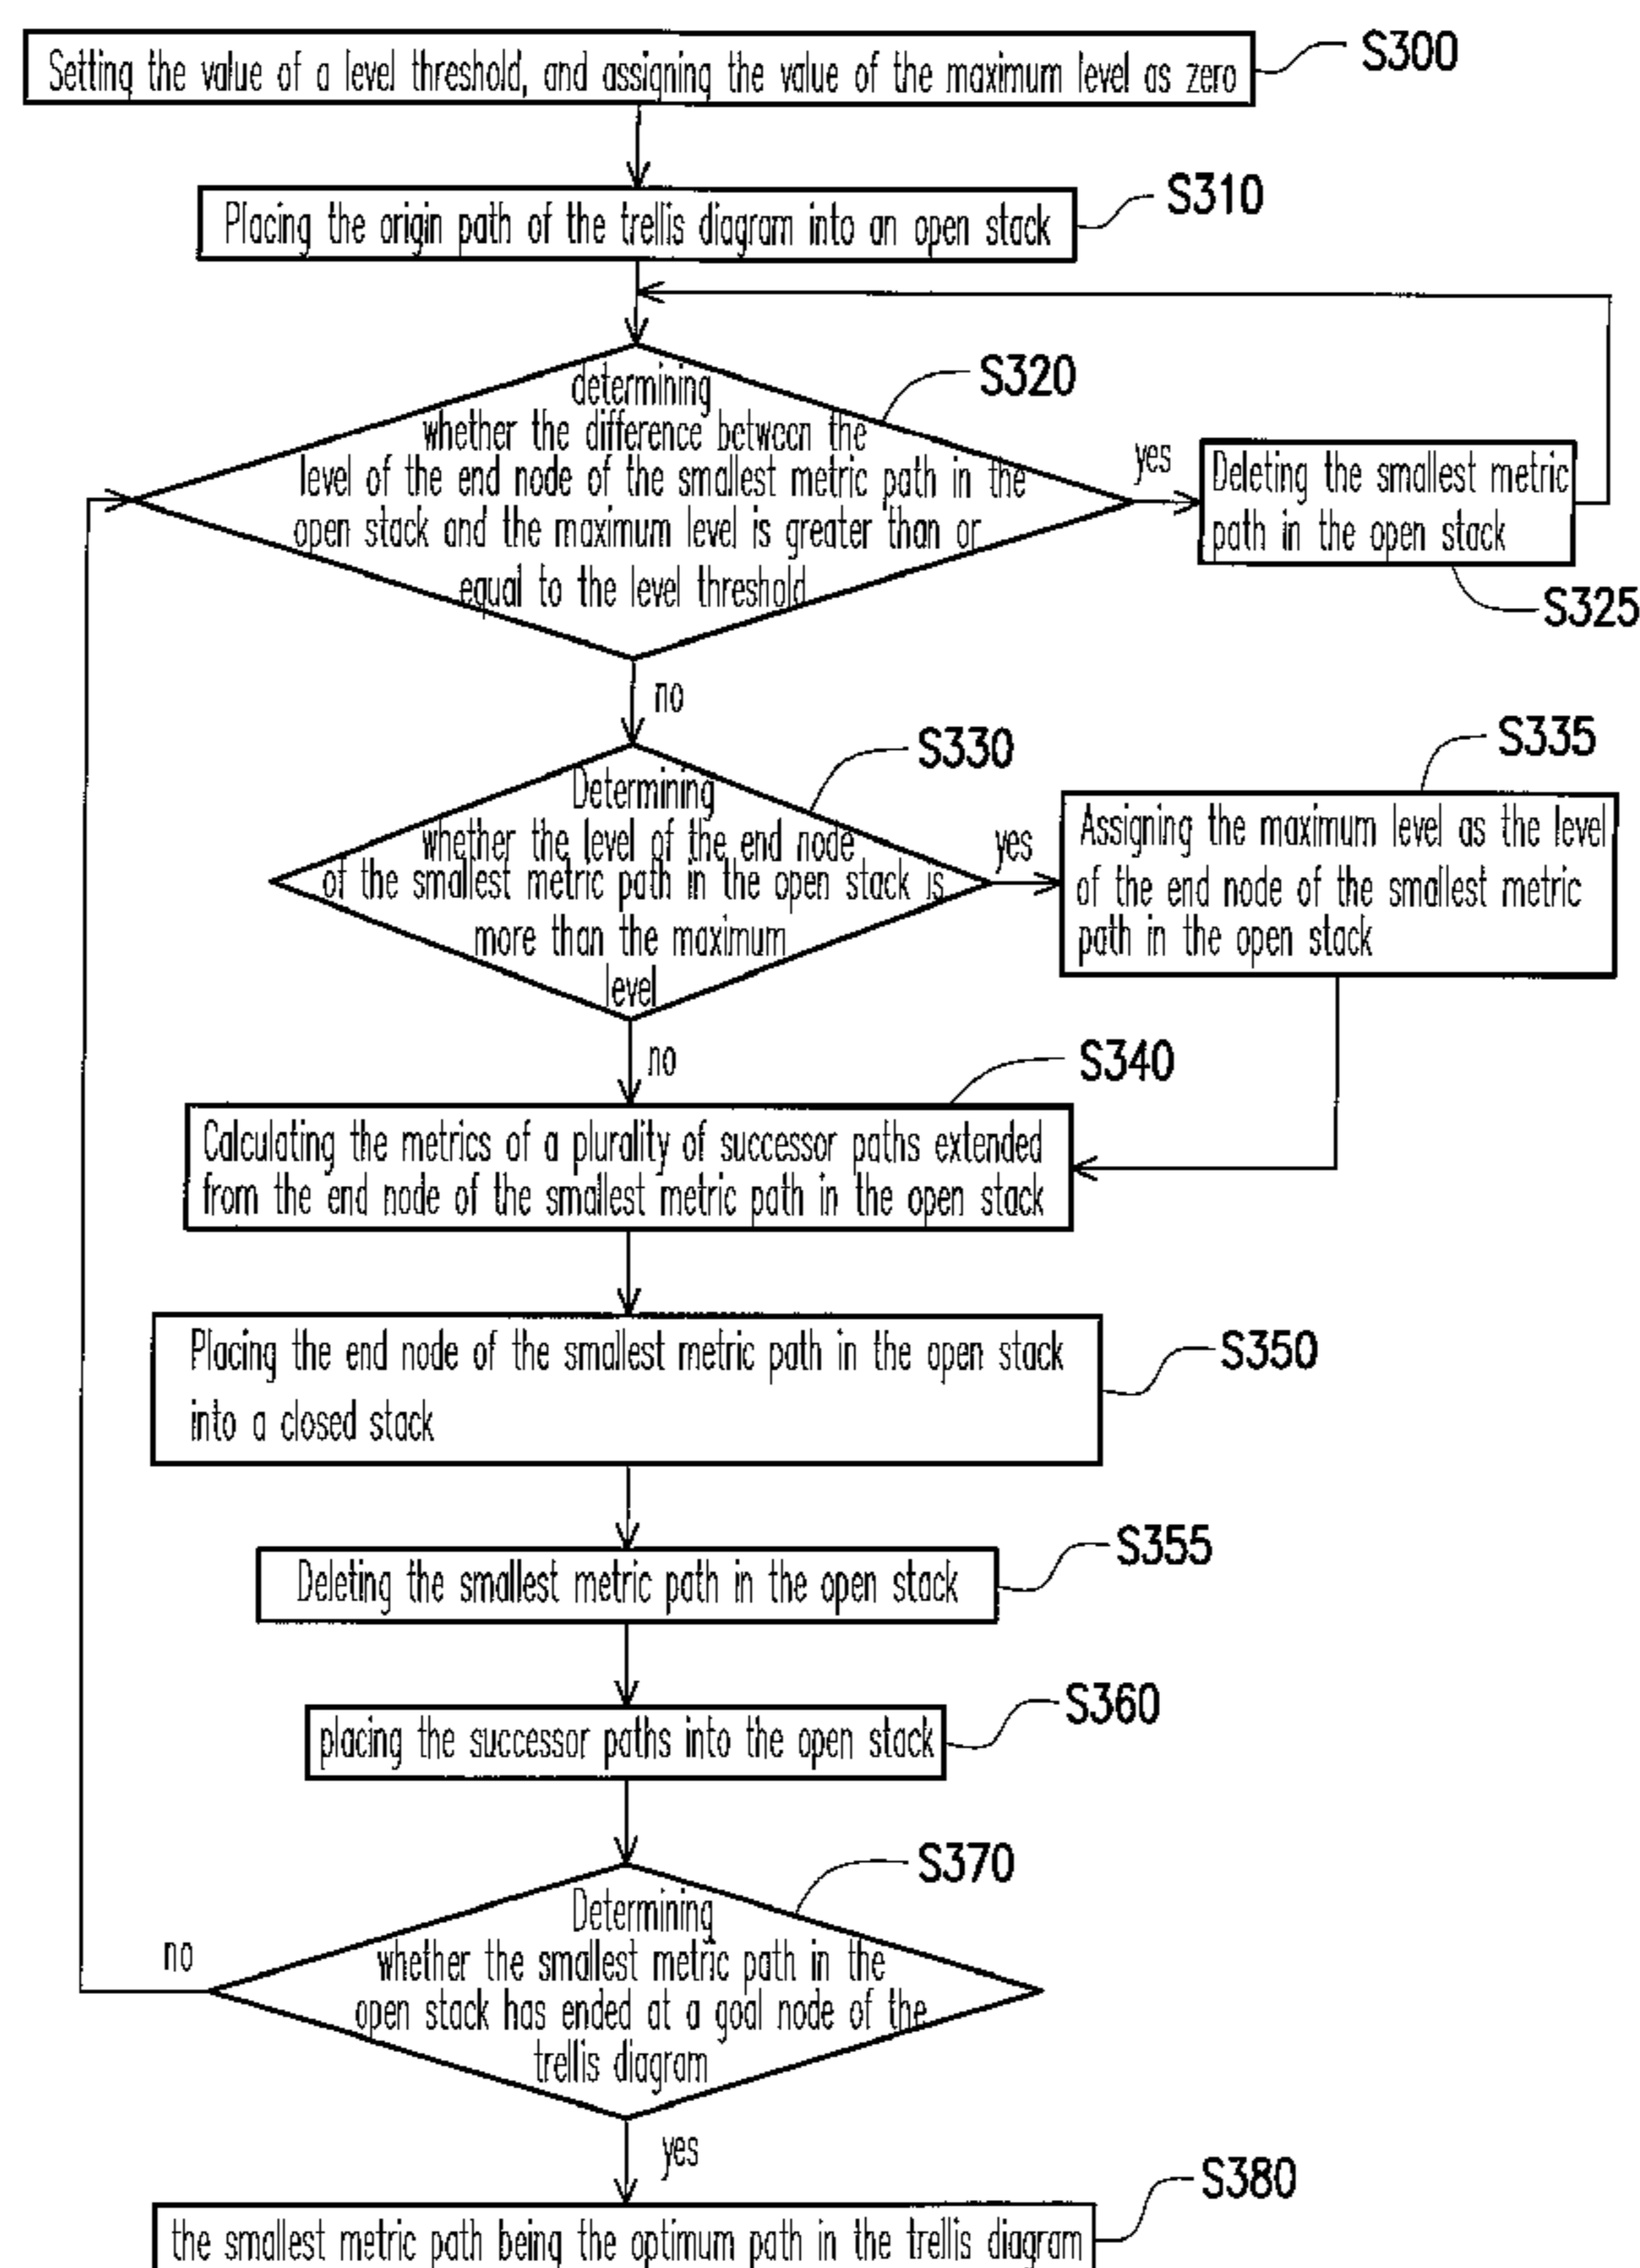 Setting the value of a level threshold, and assigning the value of the maximum level as zero
S300
Placing the origin path of the trellis diagram into an open stack
S310
determining
whether the difference between the
level of the end node of the smallest metric path in the
open stack and the maximum level is greater than or
equal to the level threshold
S320
yes
Deleting the smallest metric
path in the open stack
S325
no
Determining
whether the level of the end node
of the smallest metric path in the open stack is
more than the maximum
level
S330
yes
Assigning the maximum level as the level
of the end node of the smallest metric
path in the open stack
S335
no
Calculating the metrics of a plurality of successor paths extended
from the end node of the smallest metric path in the open stack
S340
Placing the end node of the smallest metric path in the open stack
into a closed stack
S350
Deleting the smallest metric path in the open stack
S355
placing the successor paths into the open stack
S360
Determining
whether the smallest metric path in the
open stack has ended at a goal node of the
trellis diagram
S370
no
yes
the smallest metric path being the optimum path in the trellis diagram
S380